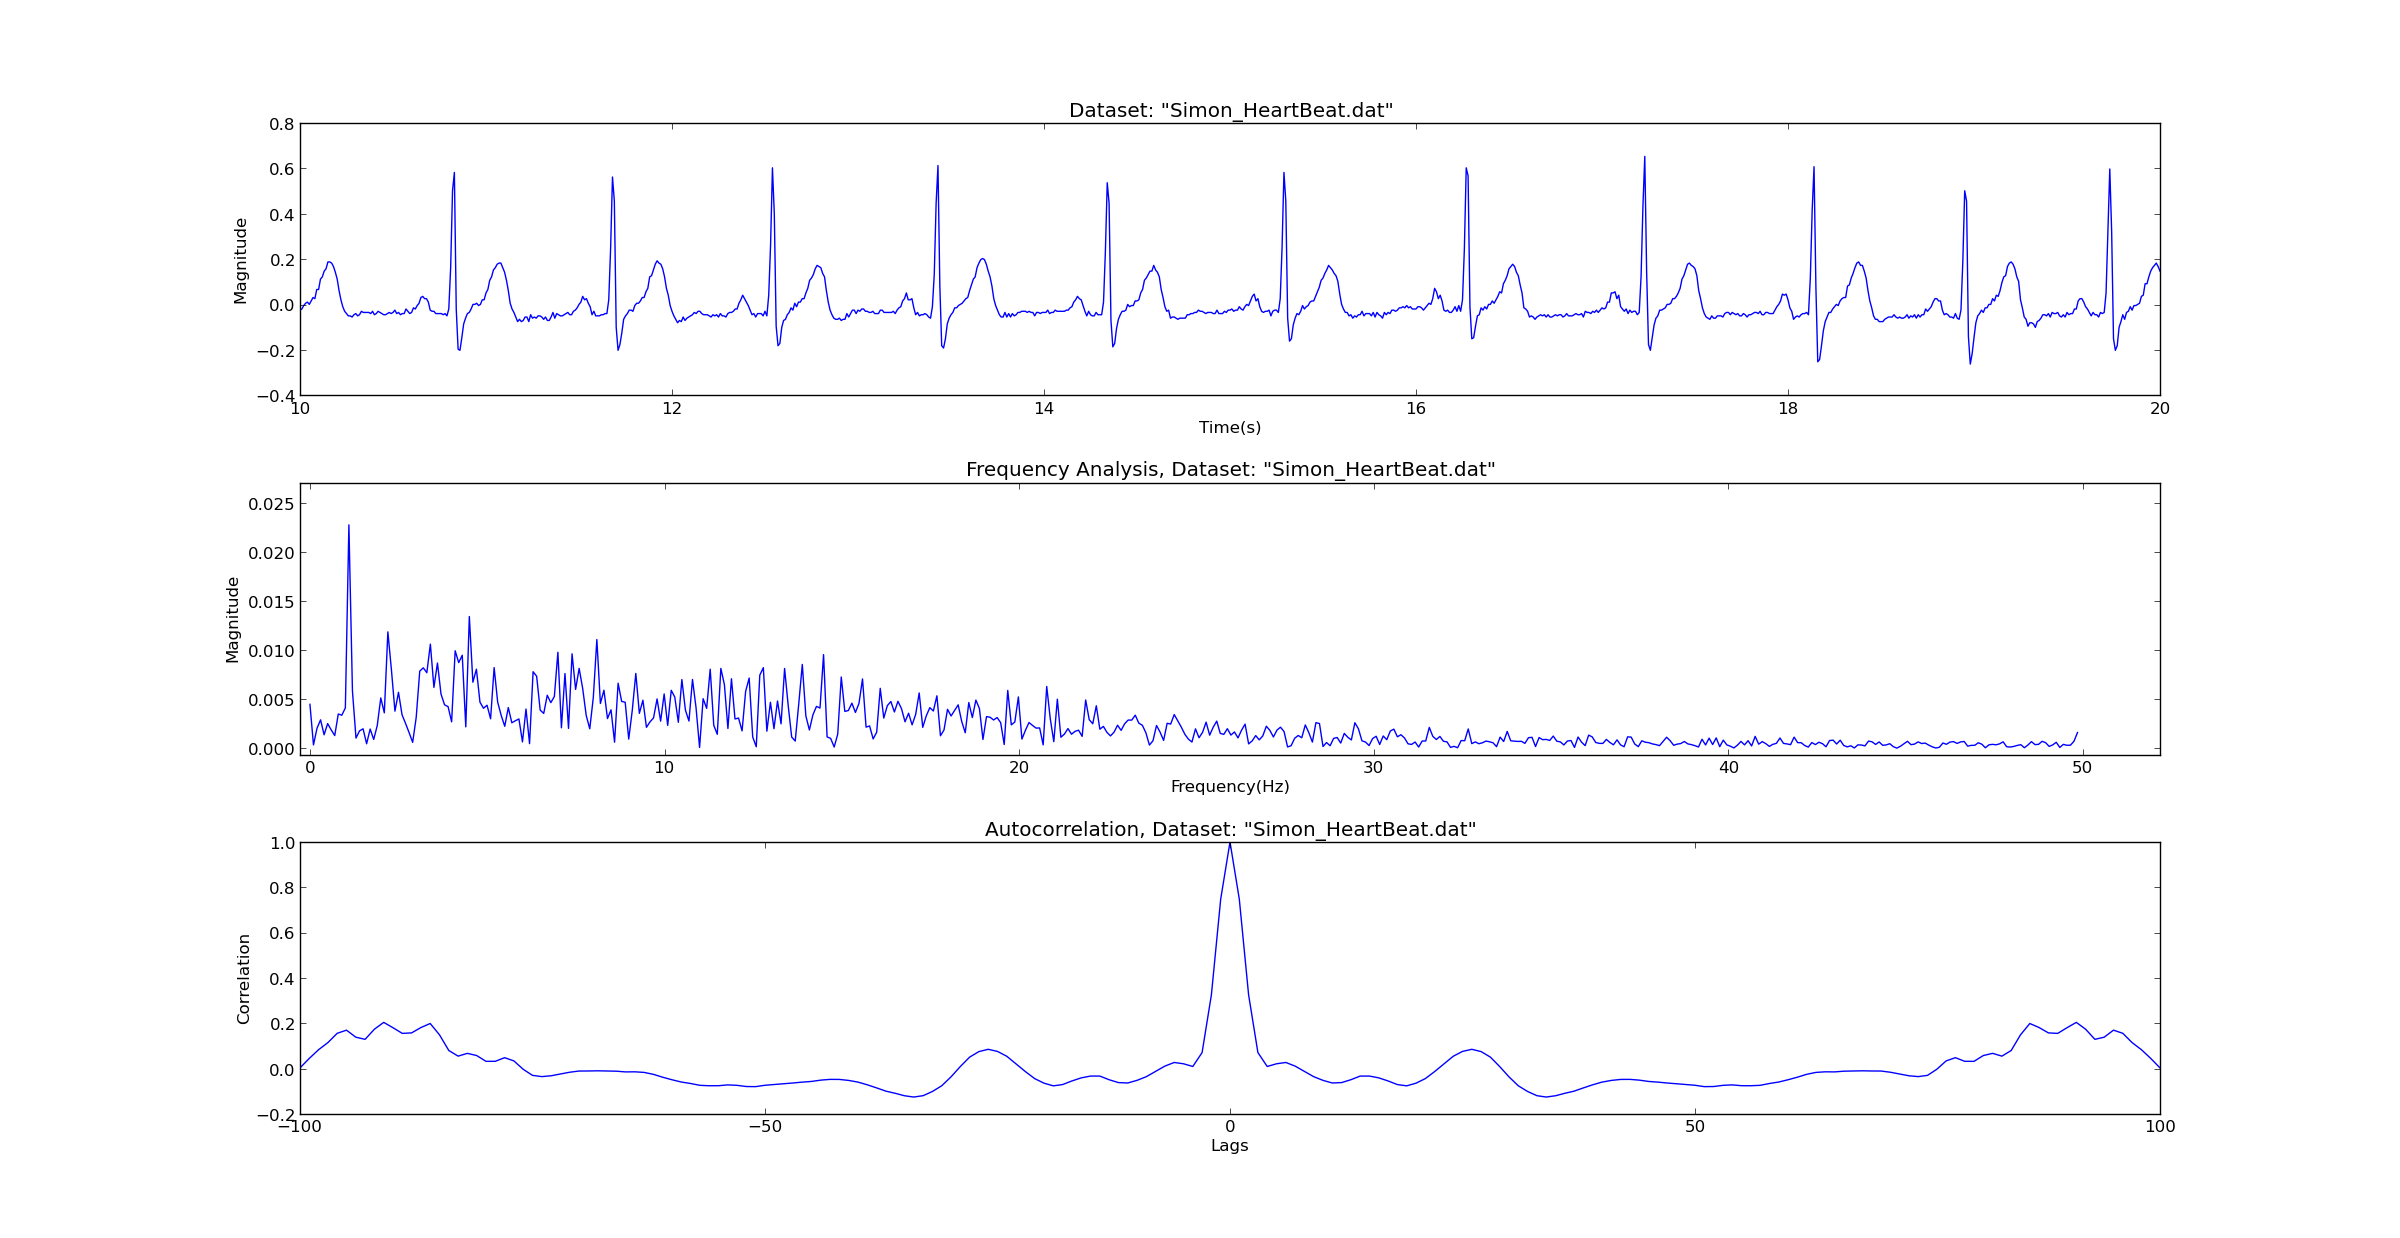 Dataset: "Simon_HeartBeat.dat"
0.8
0.6
0.4
0.2
0.0
−0.2
−0.4
Magnitude
10 12 14 16 18 20
Time(s)
Frequency Analysis, Dataset: "Simon_HeartBeat.dat"
0.025
0.020
0.015
0.010
0.005
0.000
Magnitude
0 10 20 30 40 50
Frequency(Hz)
Autocorrelation, Dataset: "Simon_HeartBeat.dat"
1.0
0.8
0.6
0.4
0.2
0.0
−0.2
Correlation
−100 −50 0 50 100
Lags